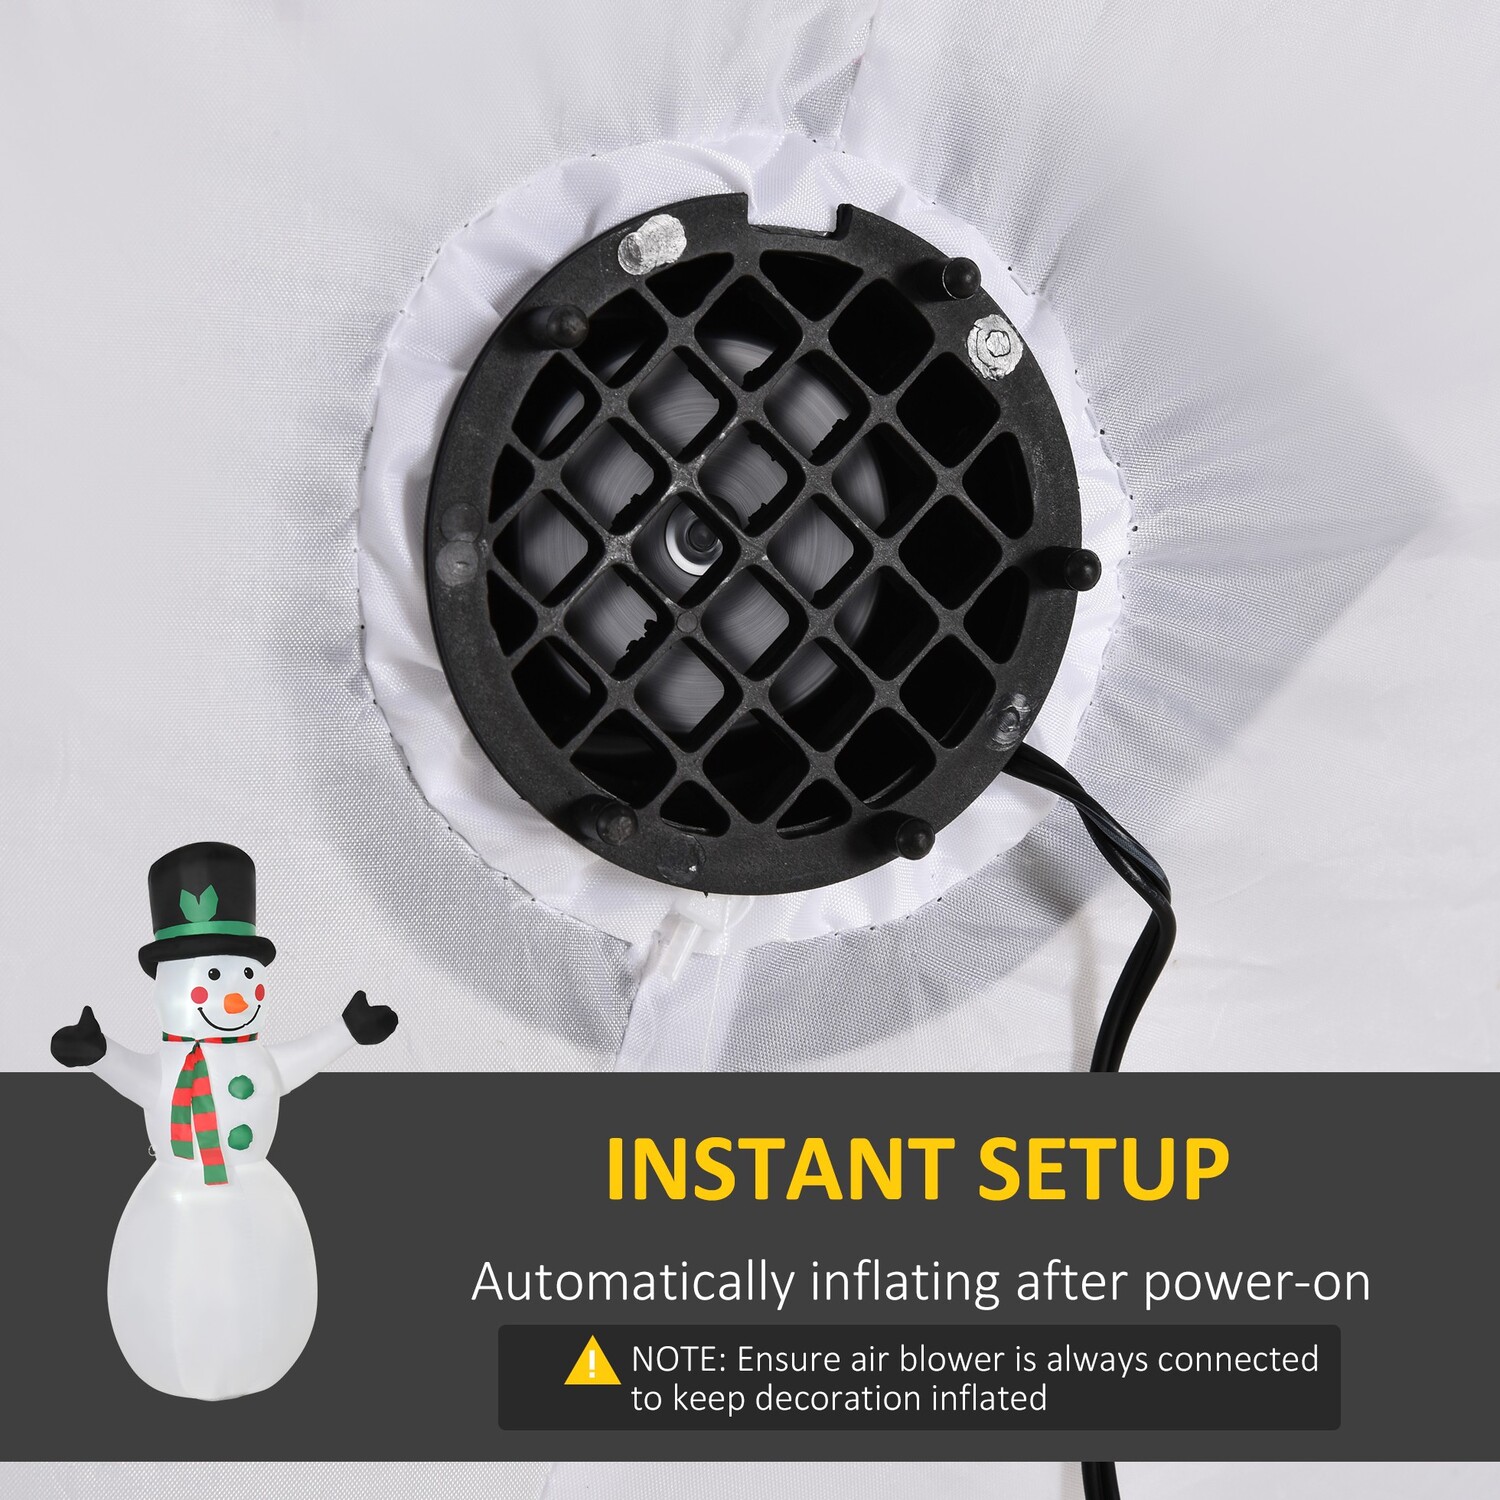 INSTANT SETUP
Automatically inflating after power-on
NOTE: Ensure air blower is always connected
to keep decoration inflated